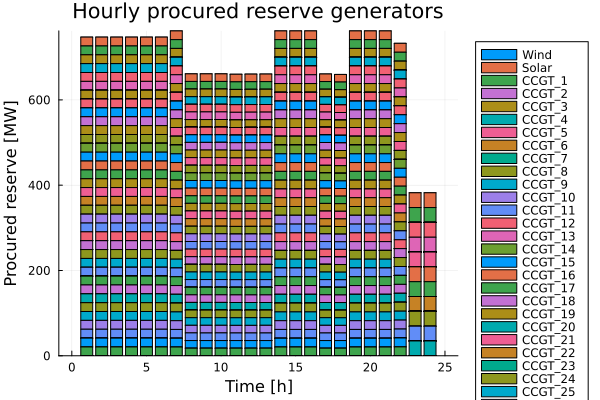 Hourly procured reserve generators
Procured reserve [MW]
600
400
200
0
0
5
10
15
20
25
Time [h]
Wind
Solar
CCGT_1
CCGT_2
CCGT_3
CCGT_4
CCGT_5
CCGT_6
CCGT_7
CCGT_8
CCGT_9
CCGT_10
CCGT_11
CCGT_12
CCGT_13
CCGT_14
CCGT_15
CCGT_16
CCGT_17
CCGT_18
CCGT_19
CCGT_20
CCGT_21
CCGT_22
CCGT_23
CCGT_24
CCGT_25